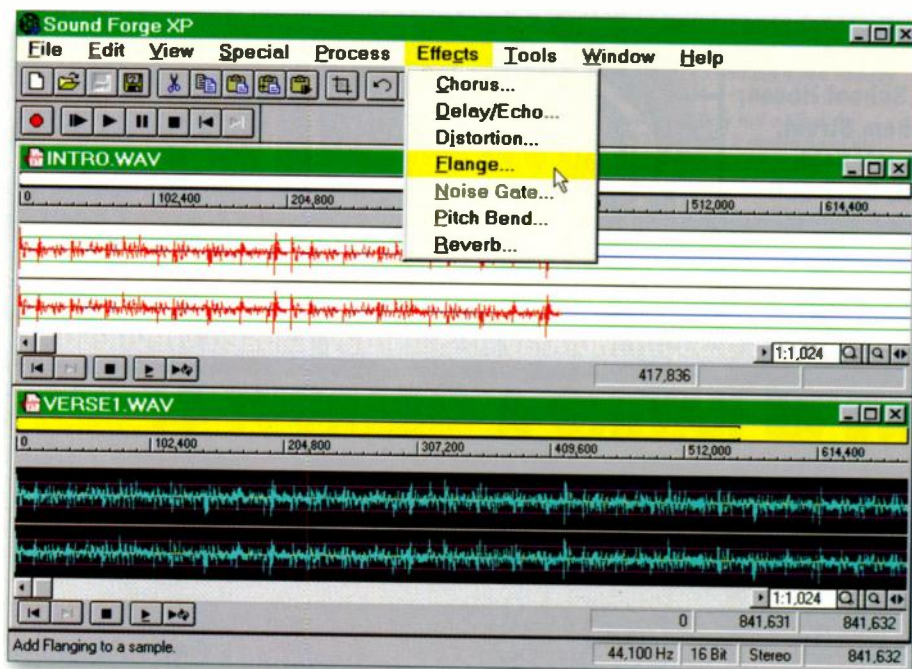 Sound Forge XP
File Edit View Special Process Effects Tools Window Help
Chorus...
Delay/Echo...
Distortion...
Flange...
Noise Gate...
Pitch Bend...
Reverb...
INTRO.WAV
0 102,400 204,800 512,000 614,400
1:1,024
417,836
VERSE1.WAV
0 102,400 204,800 307,200 409,600 512,000 614,400
1:1,024
0 841,631 841,632
Add Flanging to a sample.
44,100 Hz 16 Bit Stereo 841,632